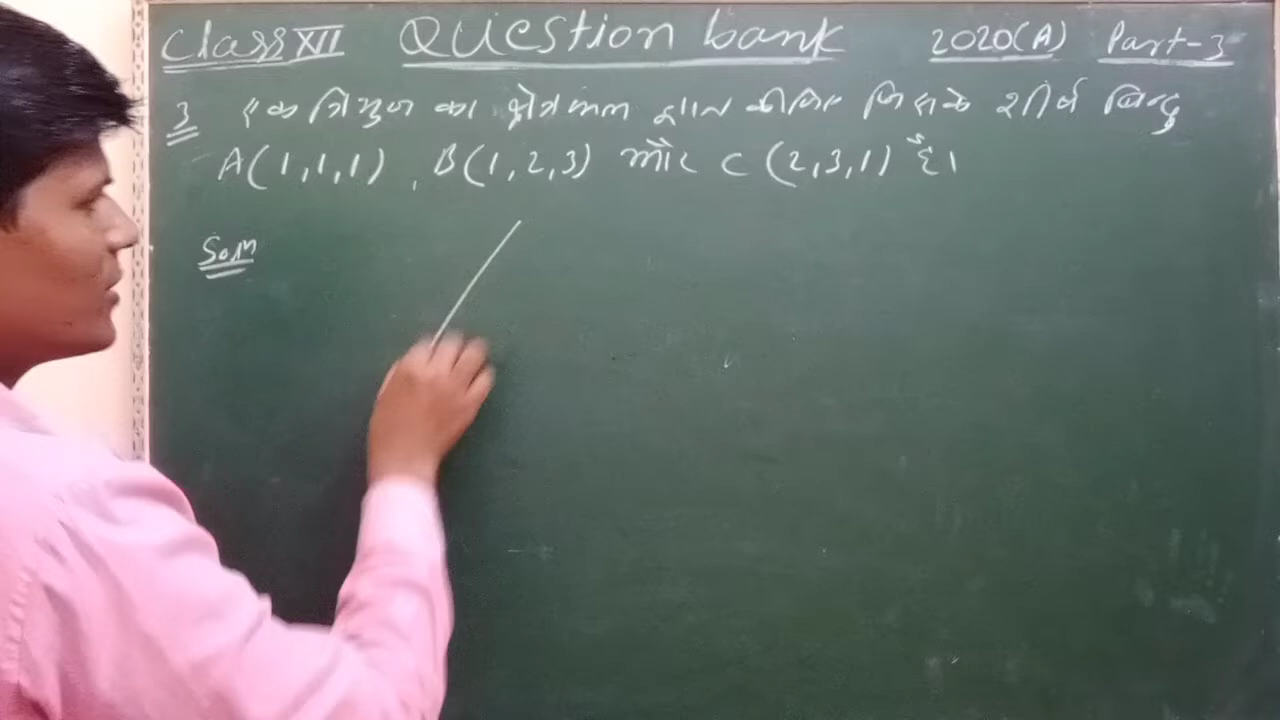 Class XII Question bank 2020(A) Part-3
3 एक त्रिभुज का क्षेत्रफल ज्ञात कीजिए जिसके शीर्ष बिन्दु
A(1,1,1), B(1,2,3) और C(2,3,1) हैं।
Soln